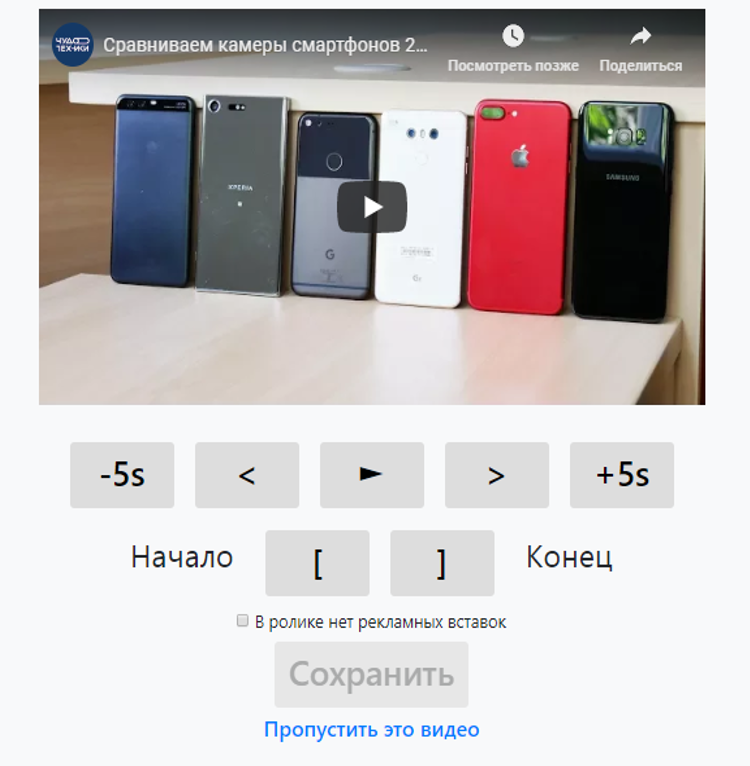 ЧУДО
ТЕХНИКИ
Сравниваем камеры смартфонов 2...
Посмотреть позже
Поделиться
XPERIA
G
SAMSUNG
-5s
<
►
>
+5s
Начало
[
]
Конец
В ролике нет рекламных вставок
Сохранить
Пропустить это видео